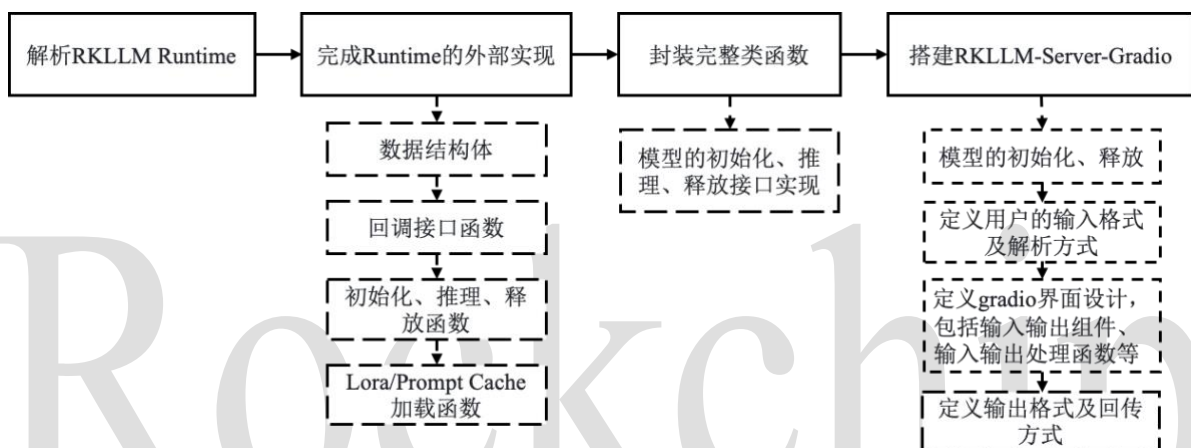 解析RKLLM Runtime
完成Runtime的外部实现
封装完整类函数
搭建RKLLM-Server-Gradio
数据结构体
回调接口函数
初始化、推理、释
放函数
Lora/Prompt Cache
加载函数
模型的初始化、推
理、释放接口实现
模型的初始化、释放
定义用户的输入格式
及解析方式
定义gradio界面设计，
包括输入输出组件、
输入输出处理函数等
定义输出格式及回传
方式
Rockchip